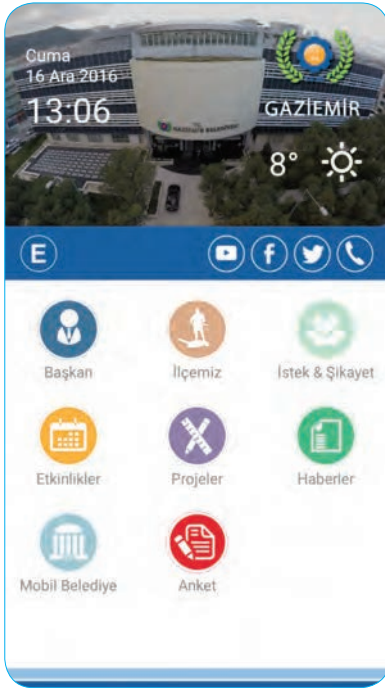 Cuma
16 Ara 2016
13:06
GAZİEMİR
8°
E
Başkan
İlçemiz
İstek & Şikayet
Etkinlikler
Projeler
Haberler
Mobil Belediye
Anket